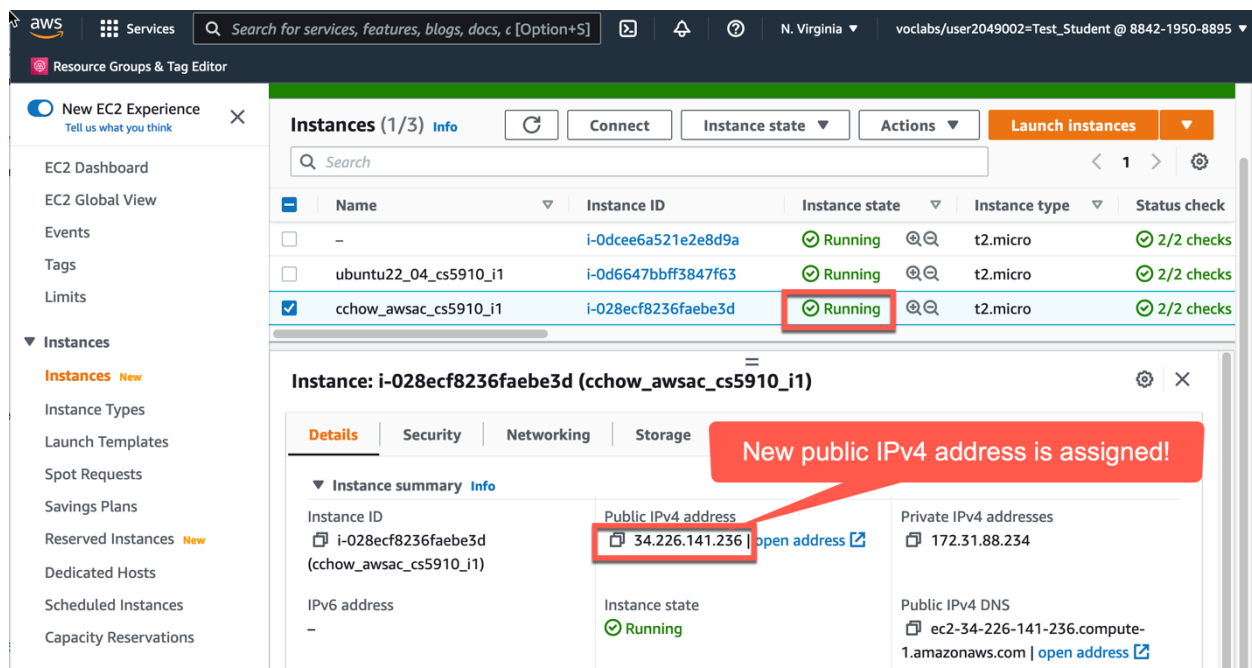 aws Services Search for services, features, blogs, docs, c [Option+S] N. Virginia ▼ voclabs/user2049002=Test_Student @ 8842-1950-8895 ▼
Resource Groups & Tag Editor
New EC2 Experience
Tell us what you think
EC2 Dashboard
EC2 Global View
Events
Tags
Limits
▼ Instances
Instances New
Instance Types
Launch Templates
Spot Requests
Savings Plans
Reserved Instances New
Dedicated Hosts
Scheduled Instances
Capacity Reservations
Instances (1/3) Info Connect Instance state ▼ Actions ▼ Launch instances ▼
Search < 1 >
Name Instance ID Instance state Instance type Status check
– i-0dcee6a521e2e8d9a Running t2.micro 2/2 checks
ubuntu22_04_cs5910_i1 i-0d6647bbff3847f63 Running t2.micro 2/2 checks
cchow_awsac_cs5910_i1 i-028ecf8236faebe3d Running t2.micro 2/2 checks
Instance: i-028ecf8236faebe3d (cchow_awsac_cs5910_i1)
Details Security Networking Storage
New public IPv4 address is assigned!
▼ Instance summary Info
Instance ID
i-028ecf8236faebe3d
(cchow_awsac_cs5910_i1)
Public IPv4 address
34.226.141.236 | open address
Private IPv4 addresses
172.31.88.234
IPv6 address
–
Instance state
Running
Public IPv4 DNS
ec2-34-226-141-236.compute-
1.amazonaws.com | open address